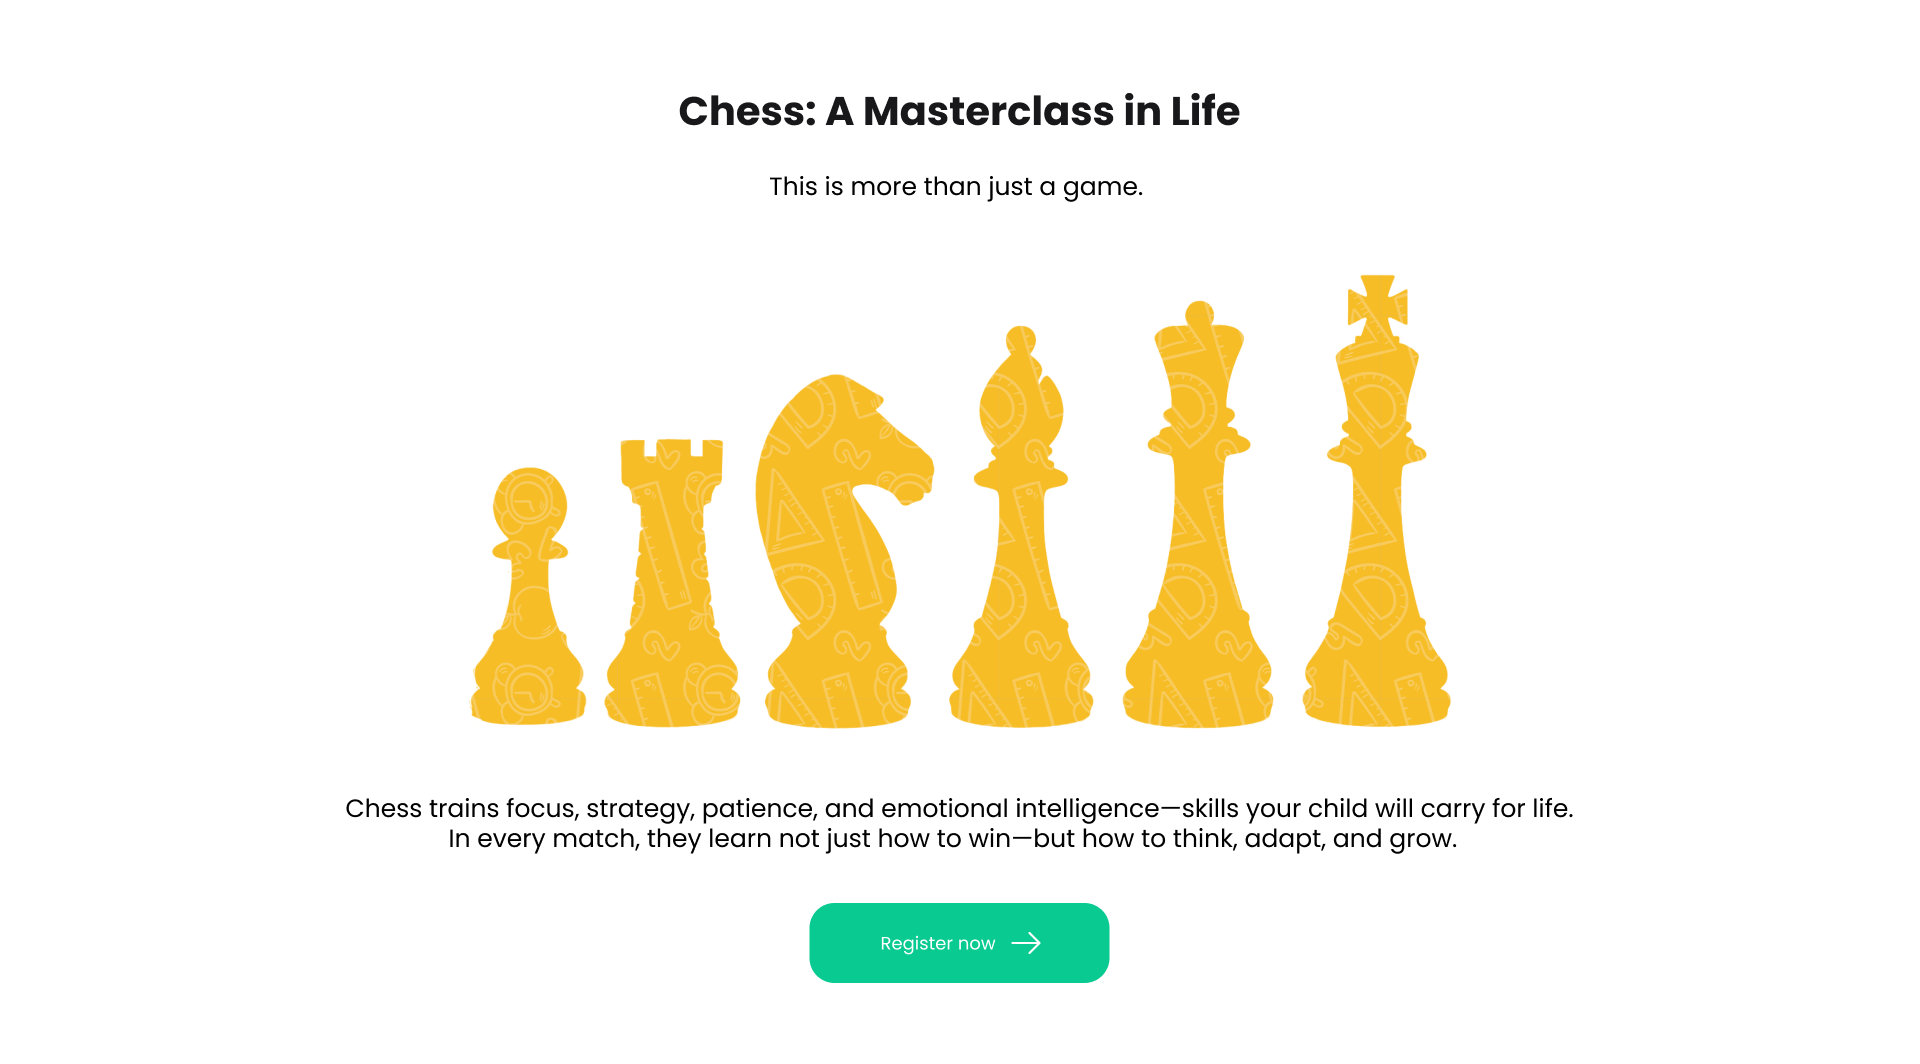 Chess: A Masterclass in Life
This is more than just a game.
Chess trains focus, strategy, patience, and emotional intelligence—skills your child will carry for life.
In every match, they learn not just how to win—but how to think, adapt, and grow.
Register now